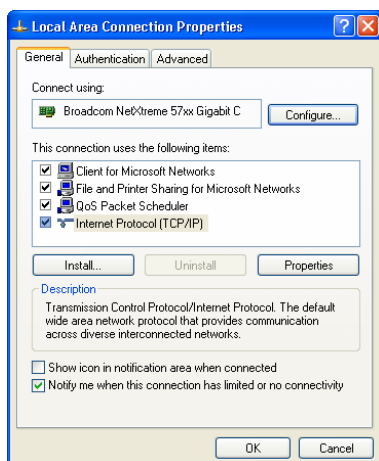 Local Area Connection Properties
General Authentication Advanced
Connect using:
Broadcom NetXtreme 57xx Gigabit C Configure...
This connection uses the following items:
Client for Microsoft Networks
File and Printer Sharing for Microsoft Networks
QoS Packet Scheduler
Internet Protocol (TCP/IP)
Install... Uninstall Properties
Description
Transmission Control Protocol/Internet Protocol. The default
wide area network protocol that provides communication
across diverse interconnected networks.
Show icon in notification area when connected
Notify me when this connection has limited or no connectivity
OK Cancel